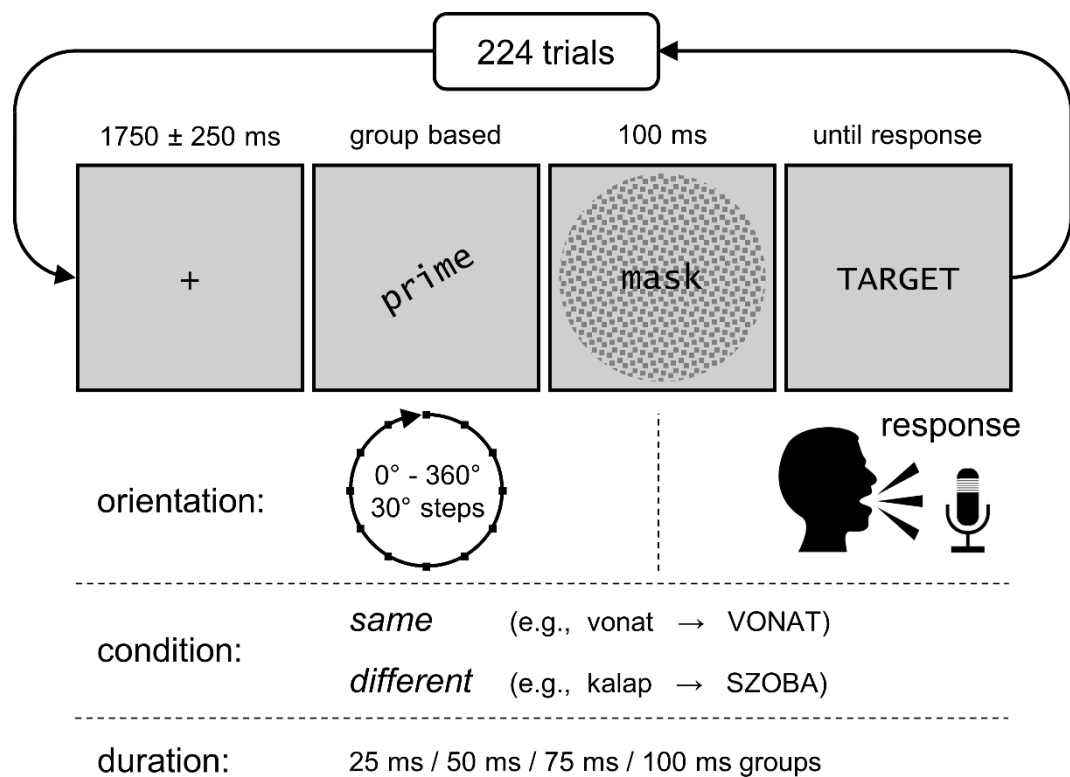 224 trials
1750 ± 250 ms
group based
100 ms
until response
+
prime
mask
TARGET
response
orientation:
0° - 360°
30° steps
condition:
same (e.g., vonat → VONAT)
different (e.g., kalap → SZOBA)
duration: 25 ms / 50 ms / 75 ms / 100 ms groups